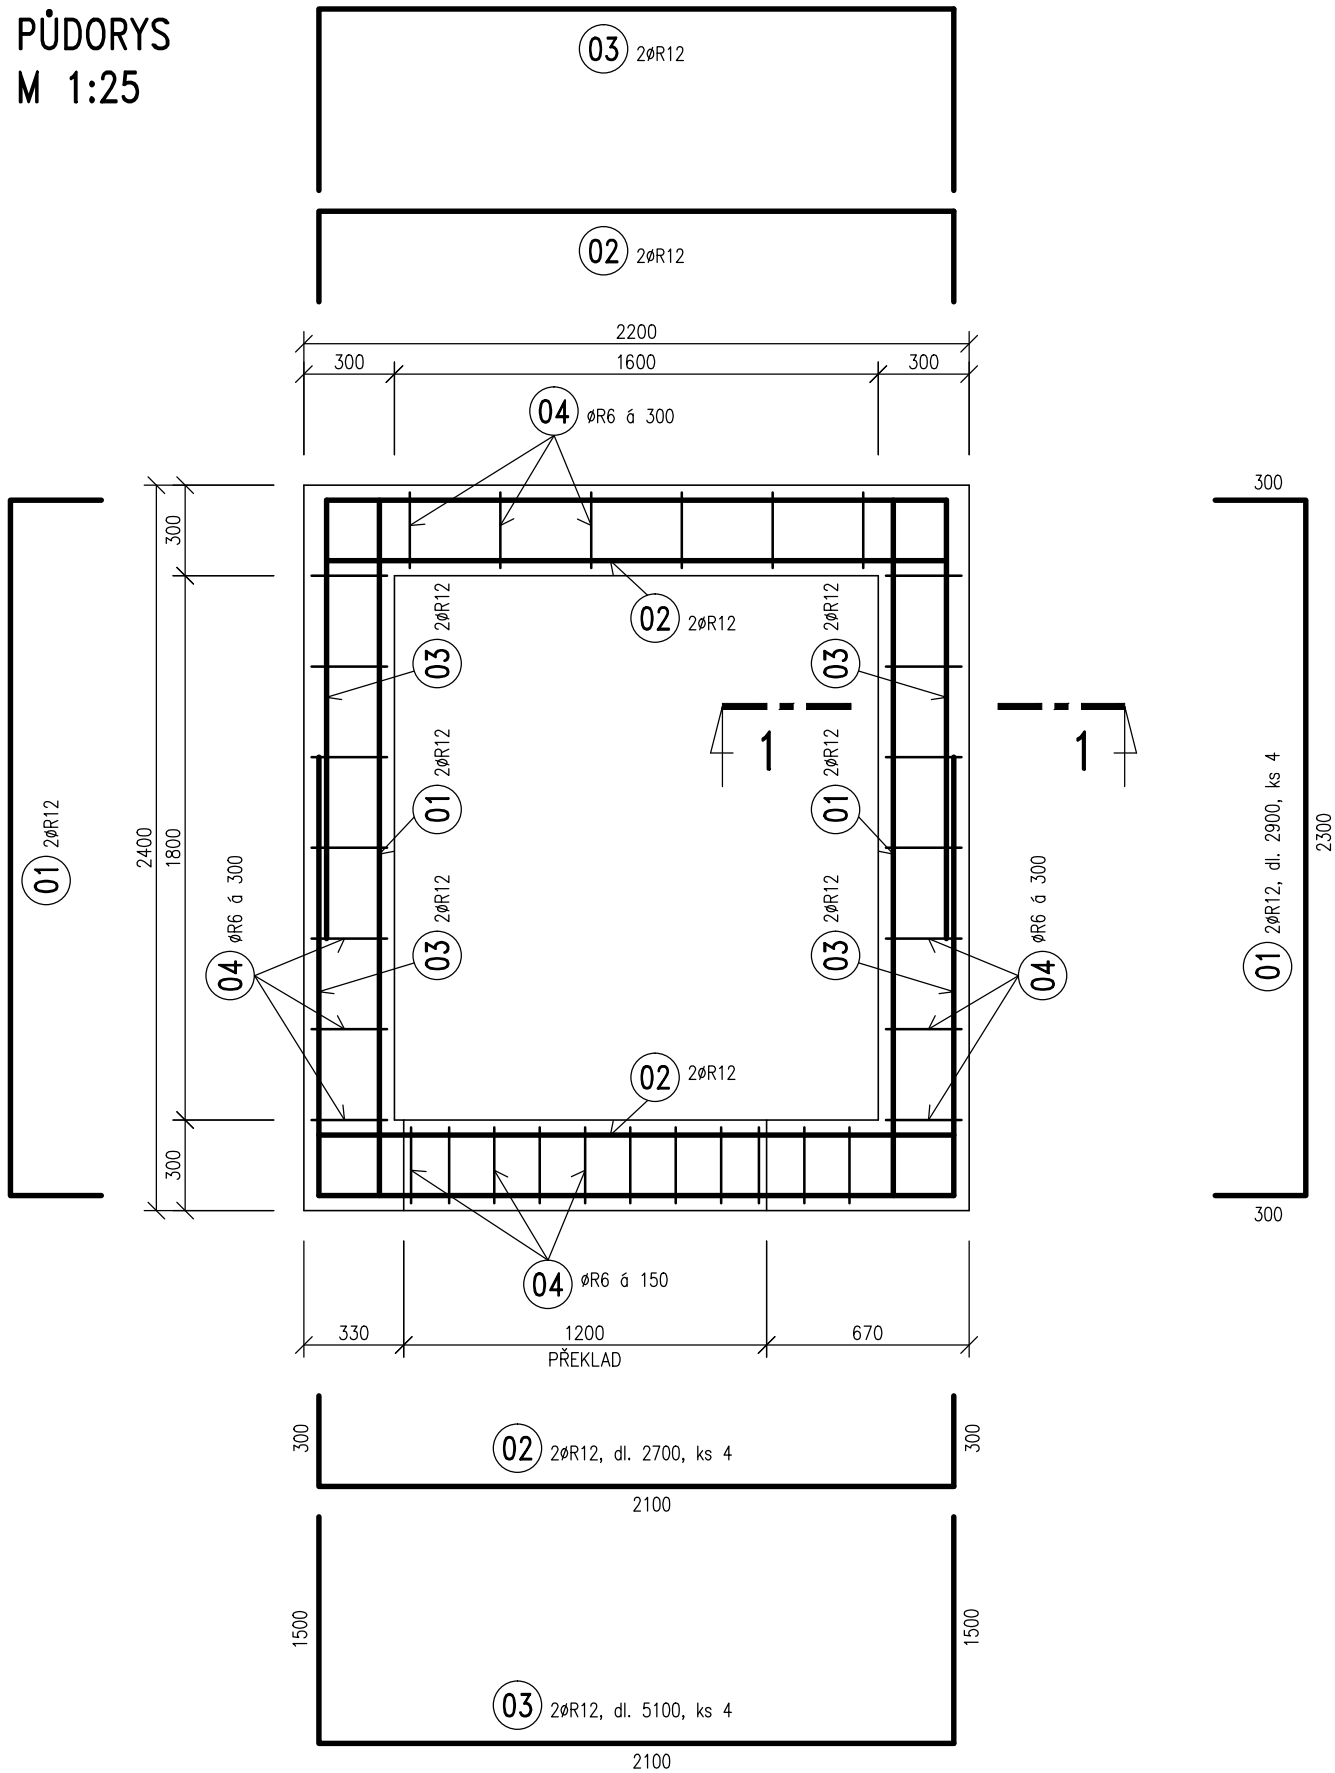 PŮDORYS
M 1:25
03 2øR12
02 2øR12
2200
300 1600 300
04 øR6 á 300
300
300
02 2øR12
03 2øR12
03 2øR12
1 1
01 2øR12
01 2øR12
01 2øR12
2400
1800
01 2øR12, dl. 2900, ks 4
2300
04 øR6 á 300
03 2øR12
03 2øR12
04 øR6 á 300
02 2øR12
300
300
04 øR6 á 150
330 1200 670
PŘEKLAD
300 02 2øR12, dl. 2700, ks 4 300
2100
1500 1500
03 2øR12, dl. 5100, ks 4
2100